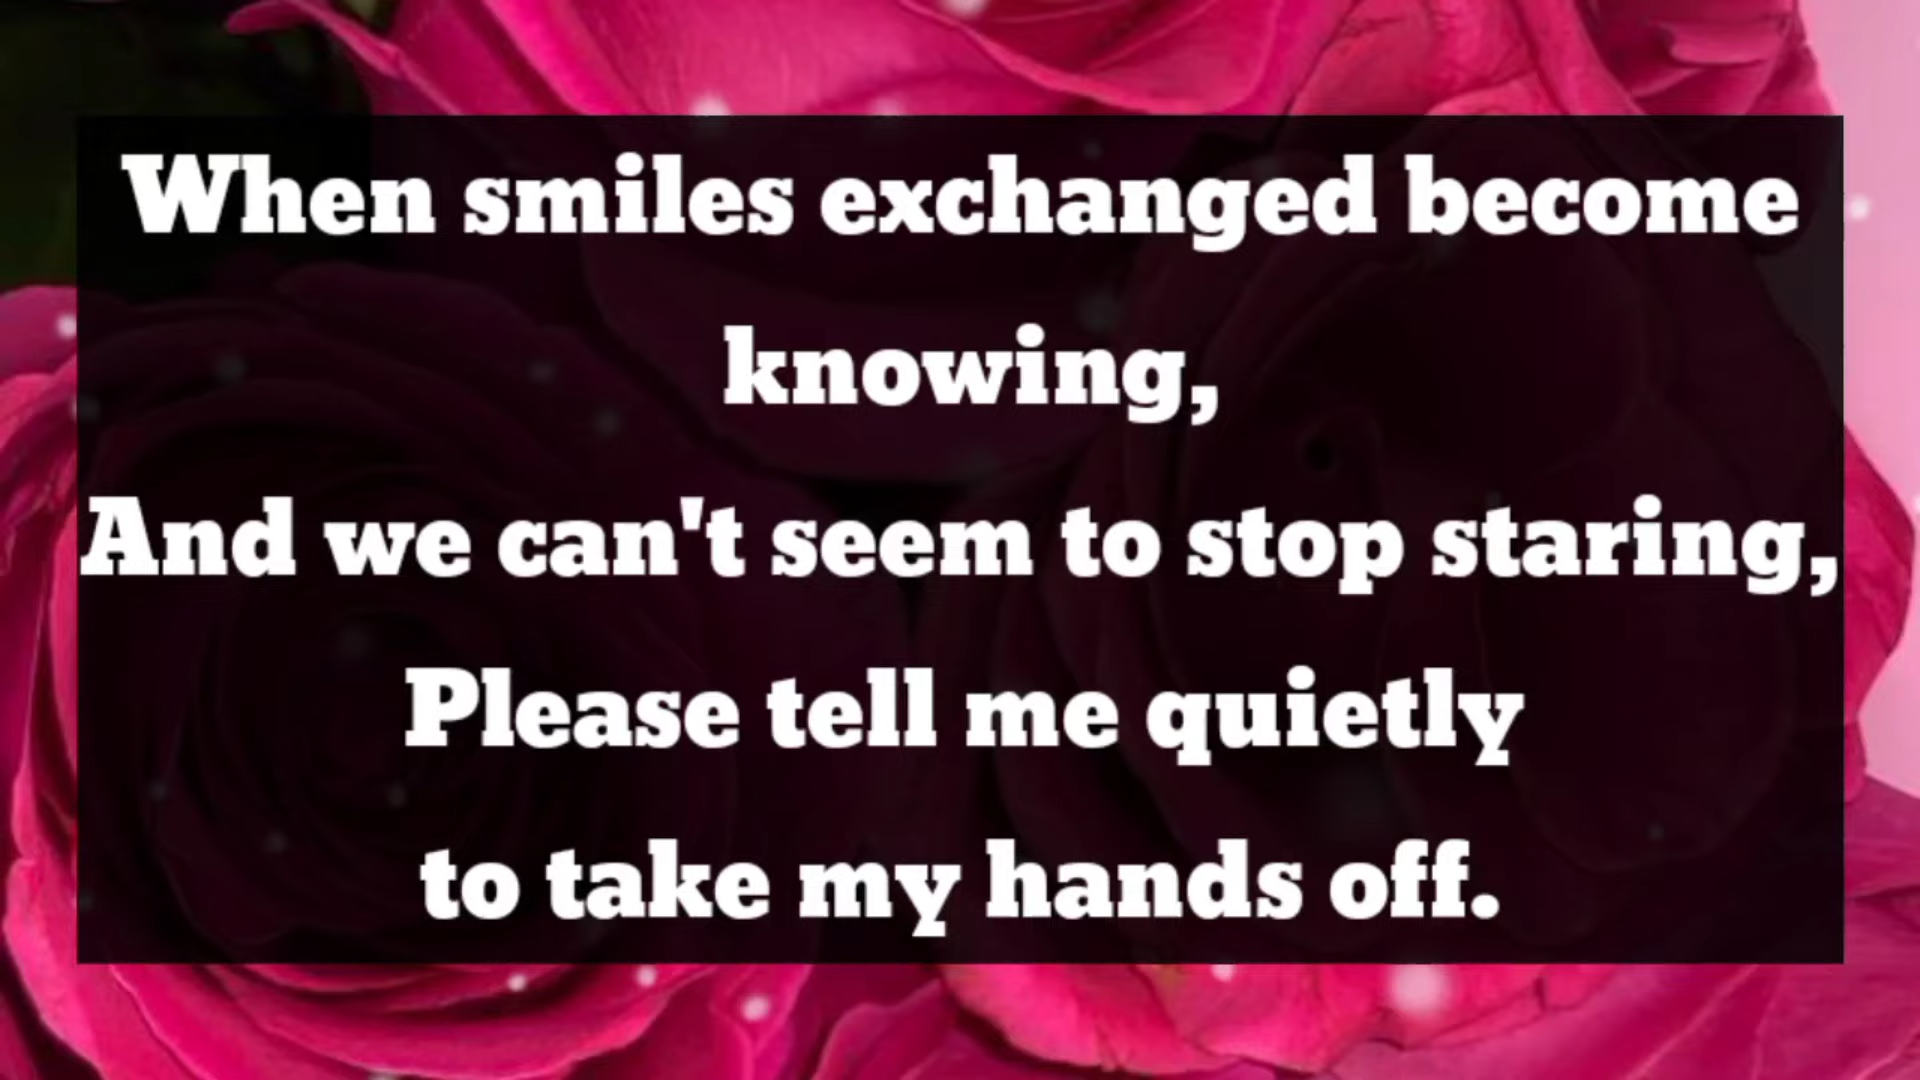 When smiles exchanged become
knowing,
And we can't seem to stop staring,
Please tell me quietly
to take my hands off.